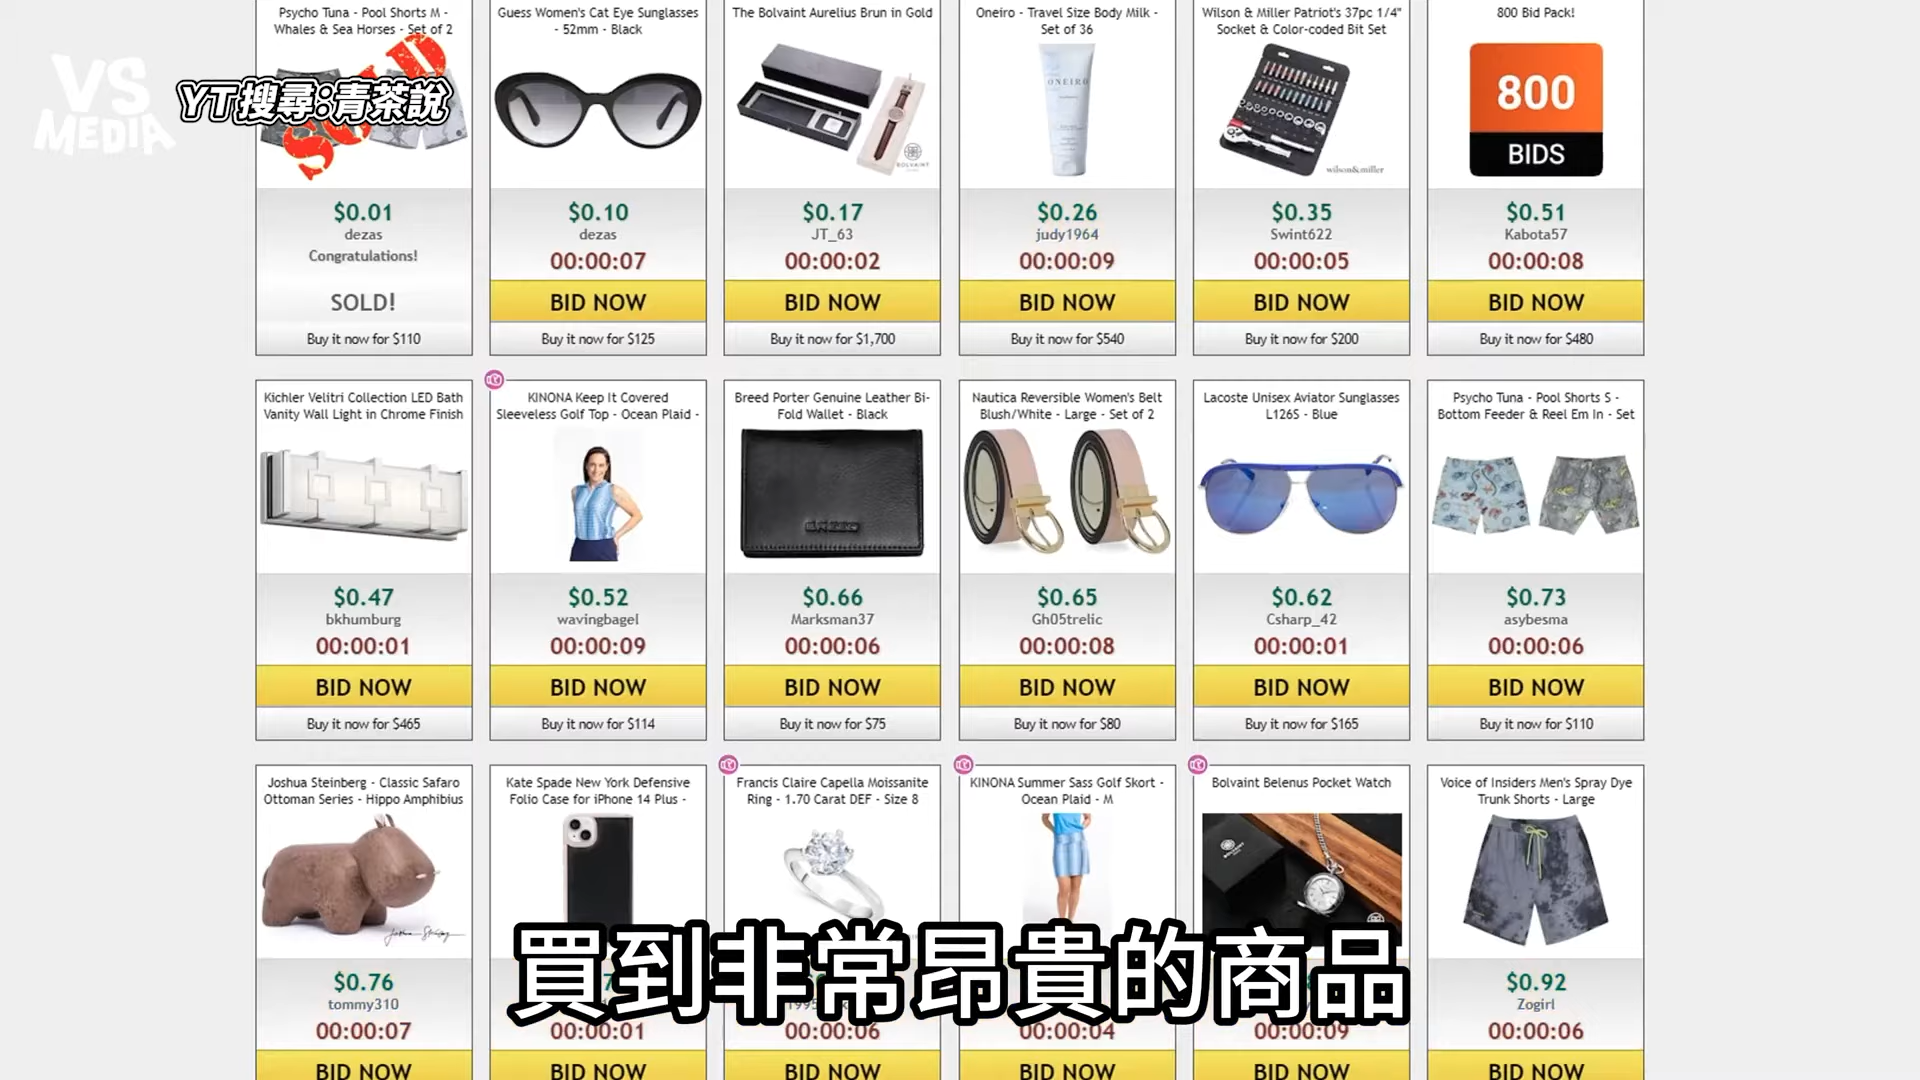 VS
MEDIA
YT搜尋:青茶說
Psycho Tuna - Pool Shorts M -
Whales & Sea Horses - Set of 2
SOLD
$0.01
dezas
Congratulations!
SOLD!
Buy it now for $110
Guess Women's Cat Eye Sunglasses
- 52mm - Black
$0.10
dezas
00:00:07
BID NOW
Buy it now for $125
The Bolvaint Aurelius Brun in Gold
BOLVAINT
$0.17
JT_63
00:00:02
BID NOW
Buy it now for $1,700
Oneiro - Travel Size Body Milk -
Set of 36
ONEIRO
$0.26
judy1964
00:00:09
BID NOW
Buy it now for $540
Wilson & Miller Patriot's 37pc 1/4"
Socket & Color-coded Bit Set
wilson&miller
$0.35
Swint622
00:00:05
BID NOW
Buy it now for $200
800 Bid Pack!
800
BIDS
$0.51
Kabota57
00:00:08
BID NOW
Buy it now for $480
Kichler Velitri Collection LED Bath
Vanity Wall Light in Chrome Finish
$0.47
bkhumburg
00:00:01
BID NOW
Buy it now for $465
KINONA Keep It Covered
Sleeveless Golf Top - Ocean Plaid -
$0.52
wavingbagel
00:00:09
BID NOW
Buy it now for $114
Breed Porter Genuine Leather Bi-
Fold Wallet - Black
BREED
$0.66
Marksman37
00:00:06
BID NOW
Buy it now for $75
Nautica Reversible Women's Belt
Blush/White - Large - Set of 2
$0.65
Gh05trelic
00:00:08
BID NOW
Buy it now for $80
Lacoste Unisex Aviator Sunglasses
L126S - Blue
$0.62
Csharp_42
00:00:01
BID NOW
Buy it now for $165
Psycho Tuna - Pool Shorts S -
Bottom Feeder & Reel Em In - Set
$0.73
asybesma
00:00:06
BID NOW
Buy it now for $110
Joshua Steinberg - Classic Safaro
Ottoman Series - Hippo Amphibius
$0.76
tommy310
00:00:07
BID NOW
Kate Spade New York Defensive
Folio Case for iPhone 14 Plus -
00:00:01
BID NOW
Francis Claire Capella Moissanite
Ring - 1.70 Carat DEF - Size 8
00:00:06
BID NOW
KINONA Summer Sass Golf Skort -
Ocean Plaid - M
00:00:04
BID NOW
Bolvaint Belenus Pocket Watch
BOLVAINT
00:00:09
BID NOW
Voice of Insiders Men's Spray Dye
Trunk Shorts - Large
$0.92
Zogirl
00:00:06
BID NOW
買到非常昂貴的商品